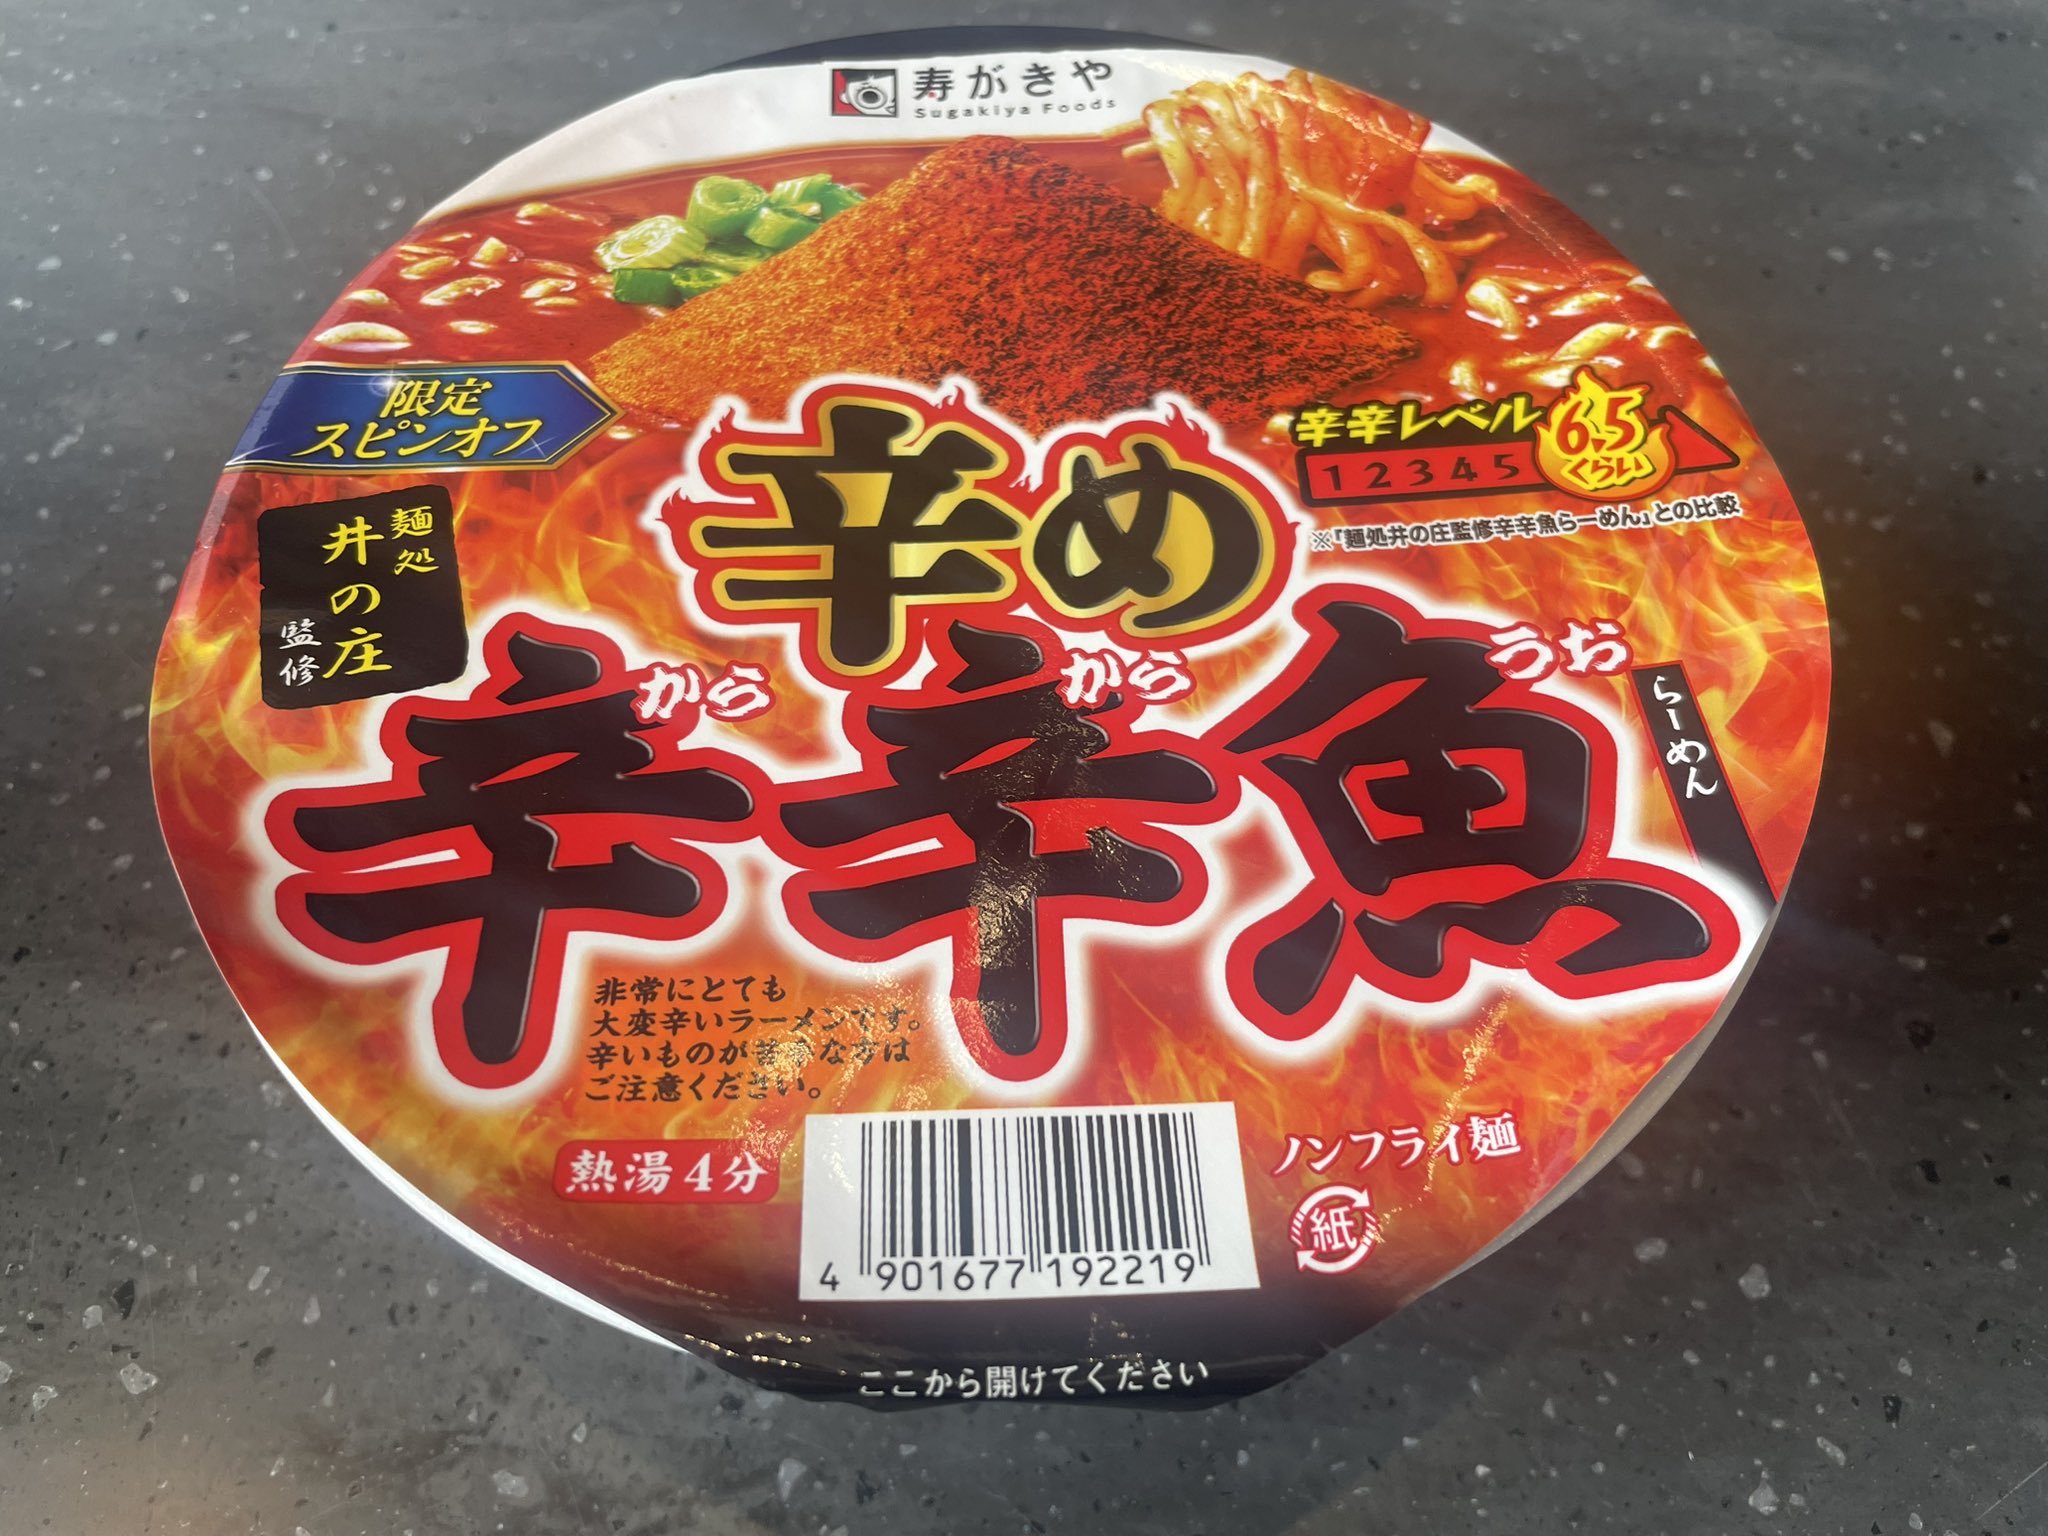 寿がきや
Sugakiya Foods
限定
スピンオフ
辛辛レベル
1 2 3 4 5
6.5
くらい
※「麺処井の庄監修辛辛魚らーめん」との比較
麺処
井の庄
監修
辛め
から から うお
辛辛魚
らーめん
非常にとても
大変辛いラーメンです。
辛いものが苦手な方は
ご注意ください。
熱湯4分
ノンフライ麺
紙
4 901677 192219
ここから開けてください